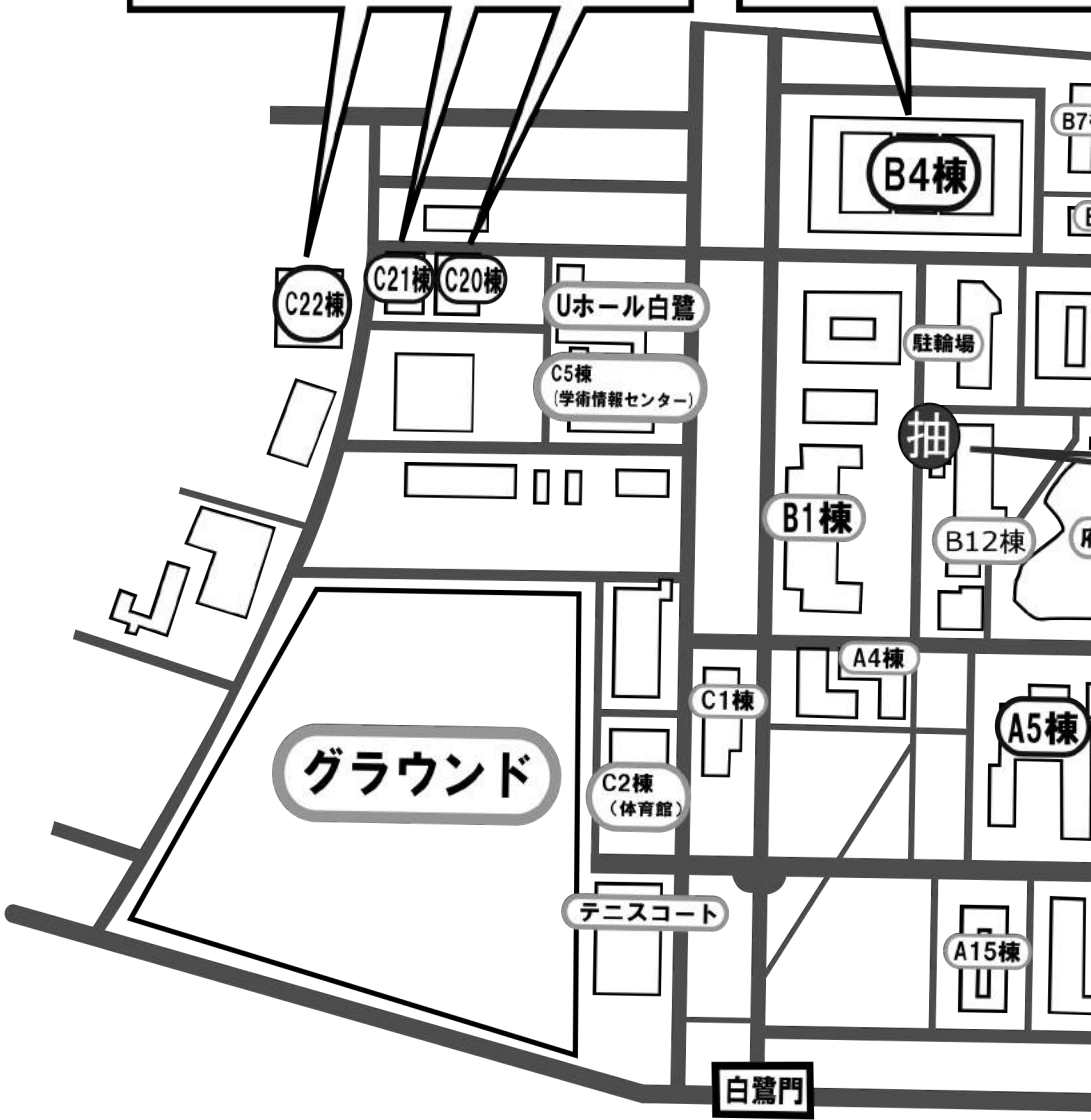 B7
B4棟
C22棟
C21棟
C20棟
Uホール白鷺
C5棟
(学術情報センター)
駐輪場
抽
B1棟
B12棟
A4棟
C1棟
A5棟
グラウンド
C2棟
(体育館)
テニスコート
A15棟
白鷺門